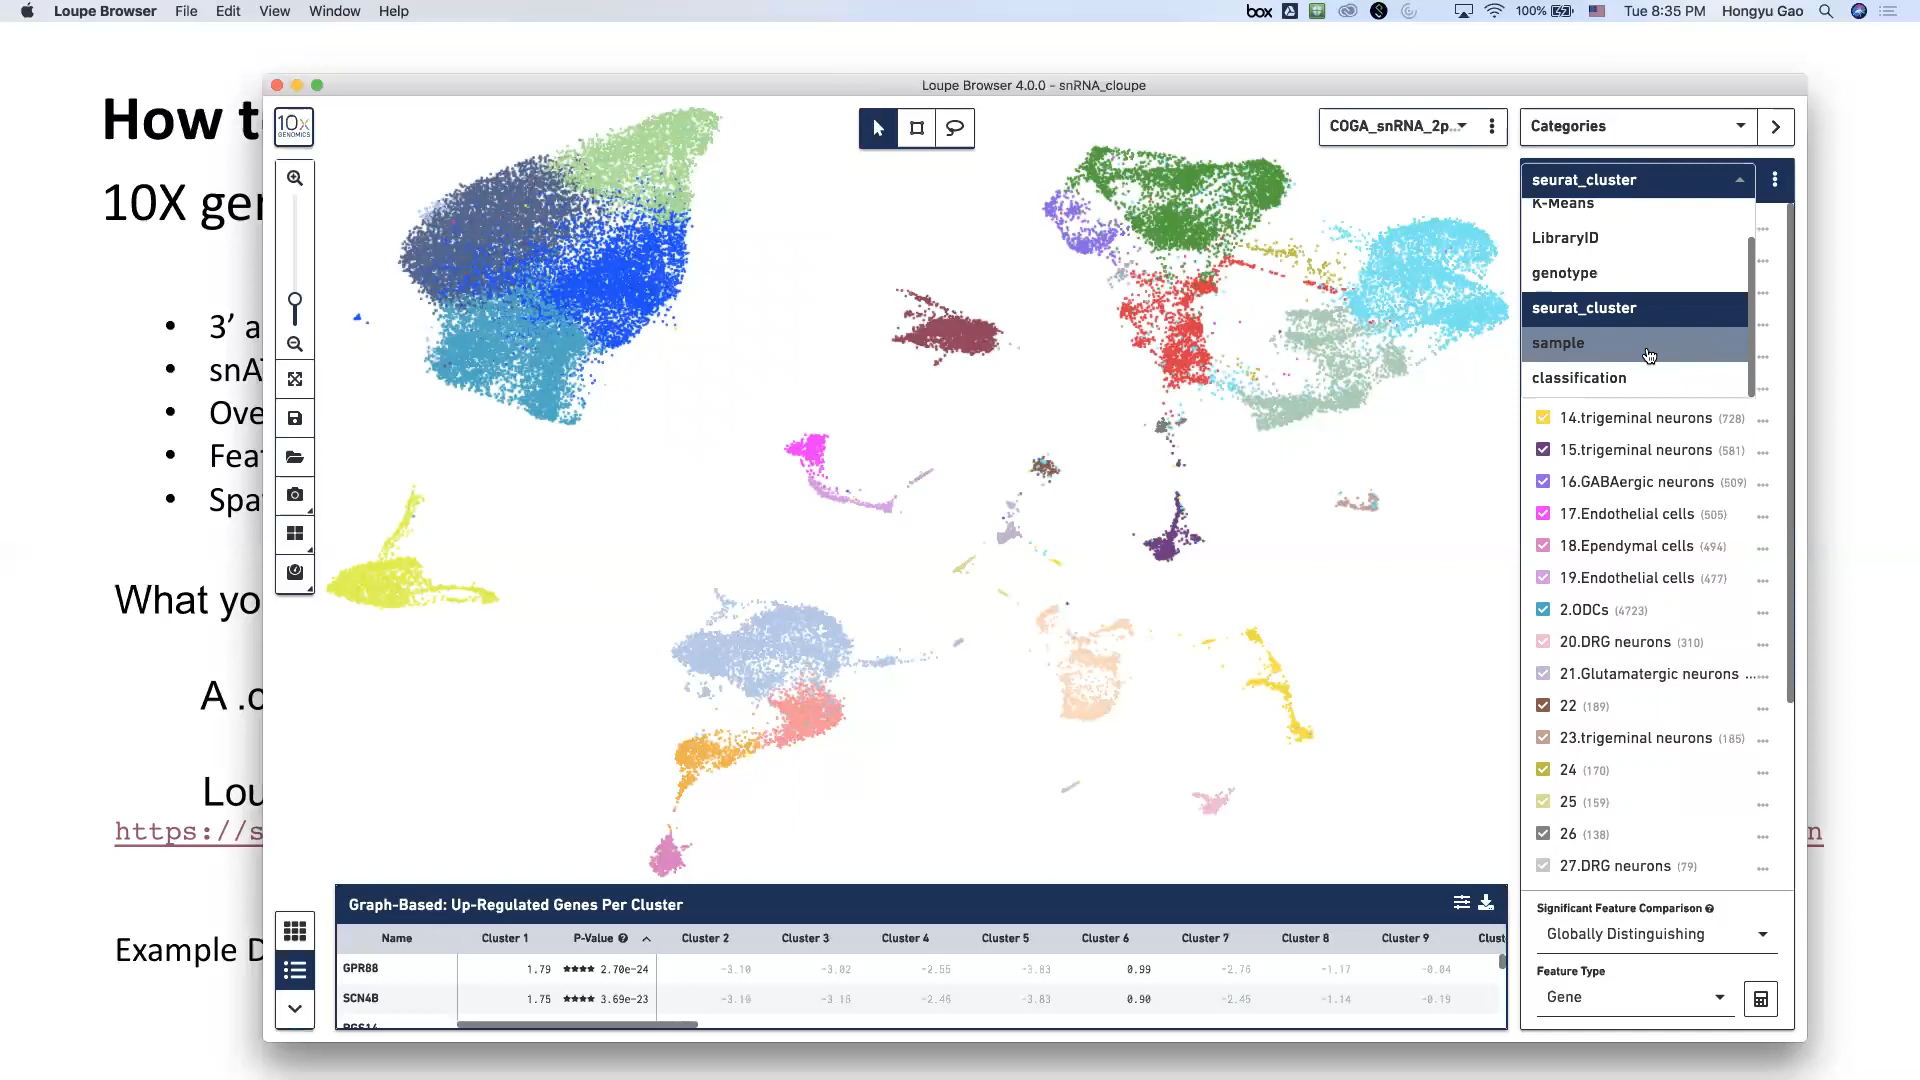 Loupe Browser File Edit View Window Help
box 100% Tue 8:35 PM Hongyu Gao
Loupe Browser 4.0.0 - snRNA_cloupe
How t
10X ger
• 3’ a
• snA
• Ove
• Fea
• Spa
What yo
A .c
Lou
https://s
n
Example D
10x
GENOMICS
COGA_snRNA_2p...
Categories
seurat_cluster
K-Means
LibraryID
genotype
seurat_cluster
sample
classification
14.trigeminal neurons (728)
15.trigeminal neurons (581)
16.GABAergic neurons (509)
17.Endothelial cells (505)
18.Ependymal cells (494)
19.Endothelial cells (477)
2.ODCs (4723)
20.DRG neurons (310)
21.Glutamatergic neurons ...
22 (189)
23.trigeminal neurons (185)
24 (170)
25 (159)
26 (138)
27.DRG neurons (79)
Significant Feature Comparison
Globally Distinguishing
Feature Type
Gene
Graph-Based: Up-Regulated Genes Per Cluster
Name Cluster 1 P-Value Cluster 2 Cluster 3 Cluster 4 Cluster 5 Cluster 6 Cluster 7 Cluster 8 Cluster 9 Clust
GPR88 1.79 ★★★★ 2.70e-24 -3.10 -3.02 -2.55 -3.83 0.99 -2.76 -1.17 -0.04
SCN4B 1.75 ★★★★ 3.69e-23 -3.16 -2.46 -3.83 0.90 -2.45 -1.14 -0.19
RGS14